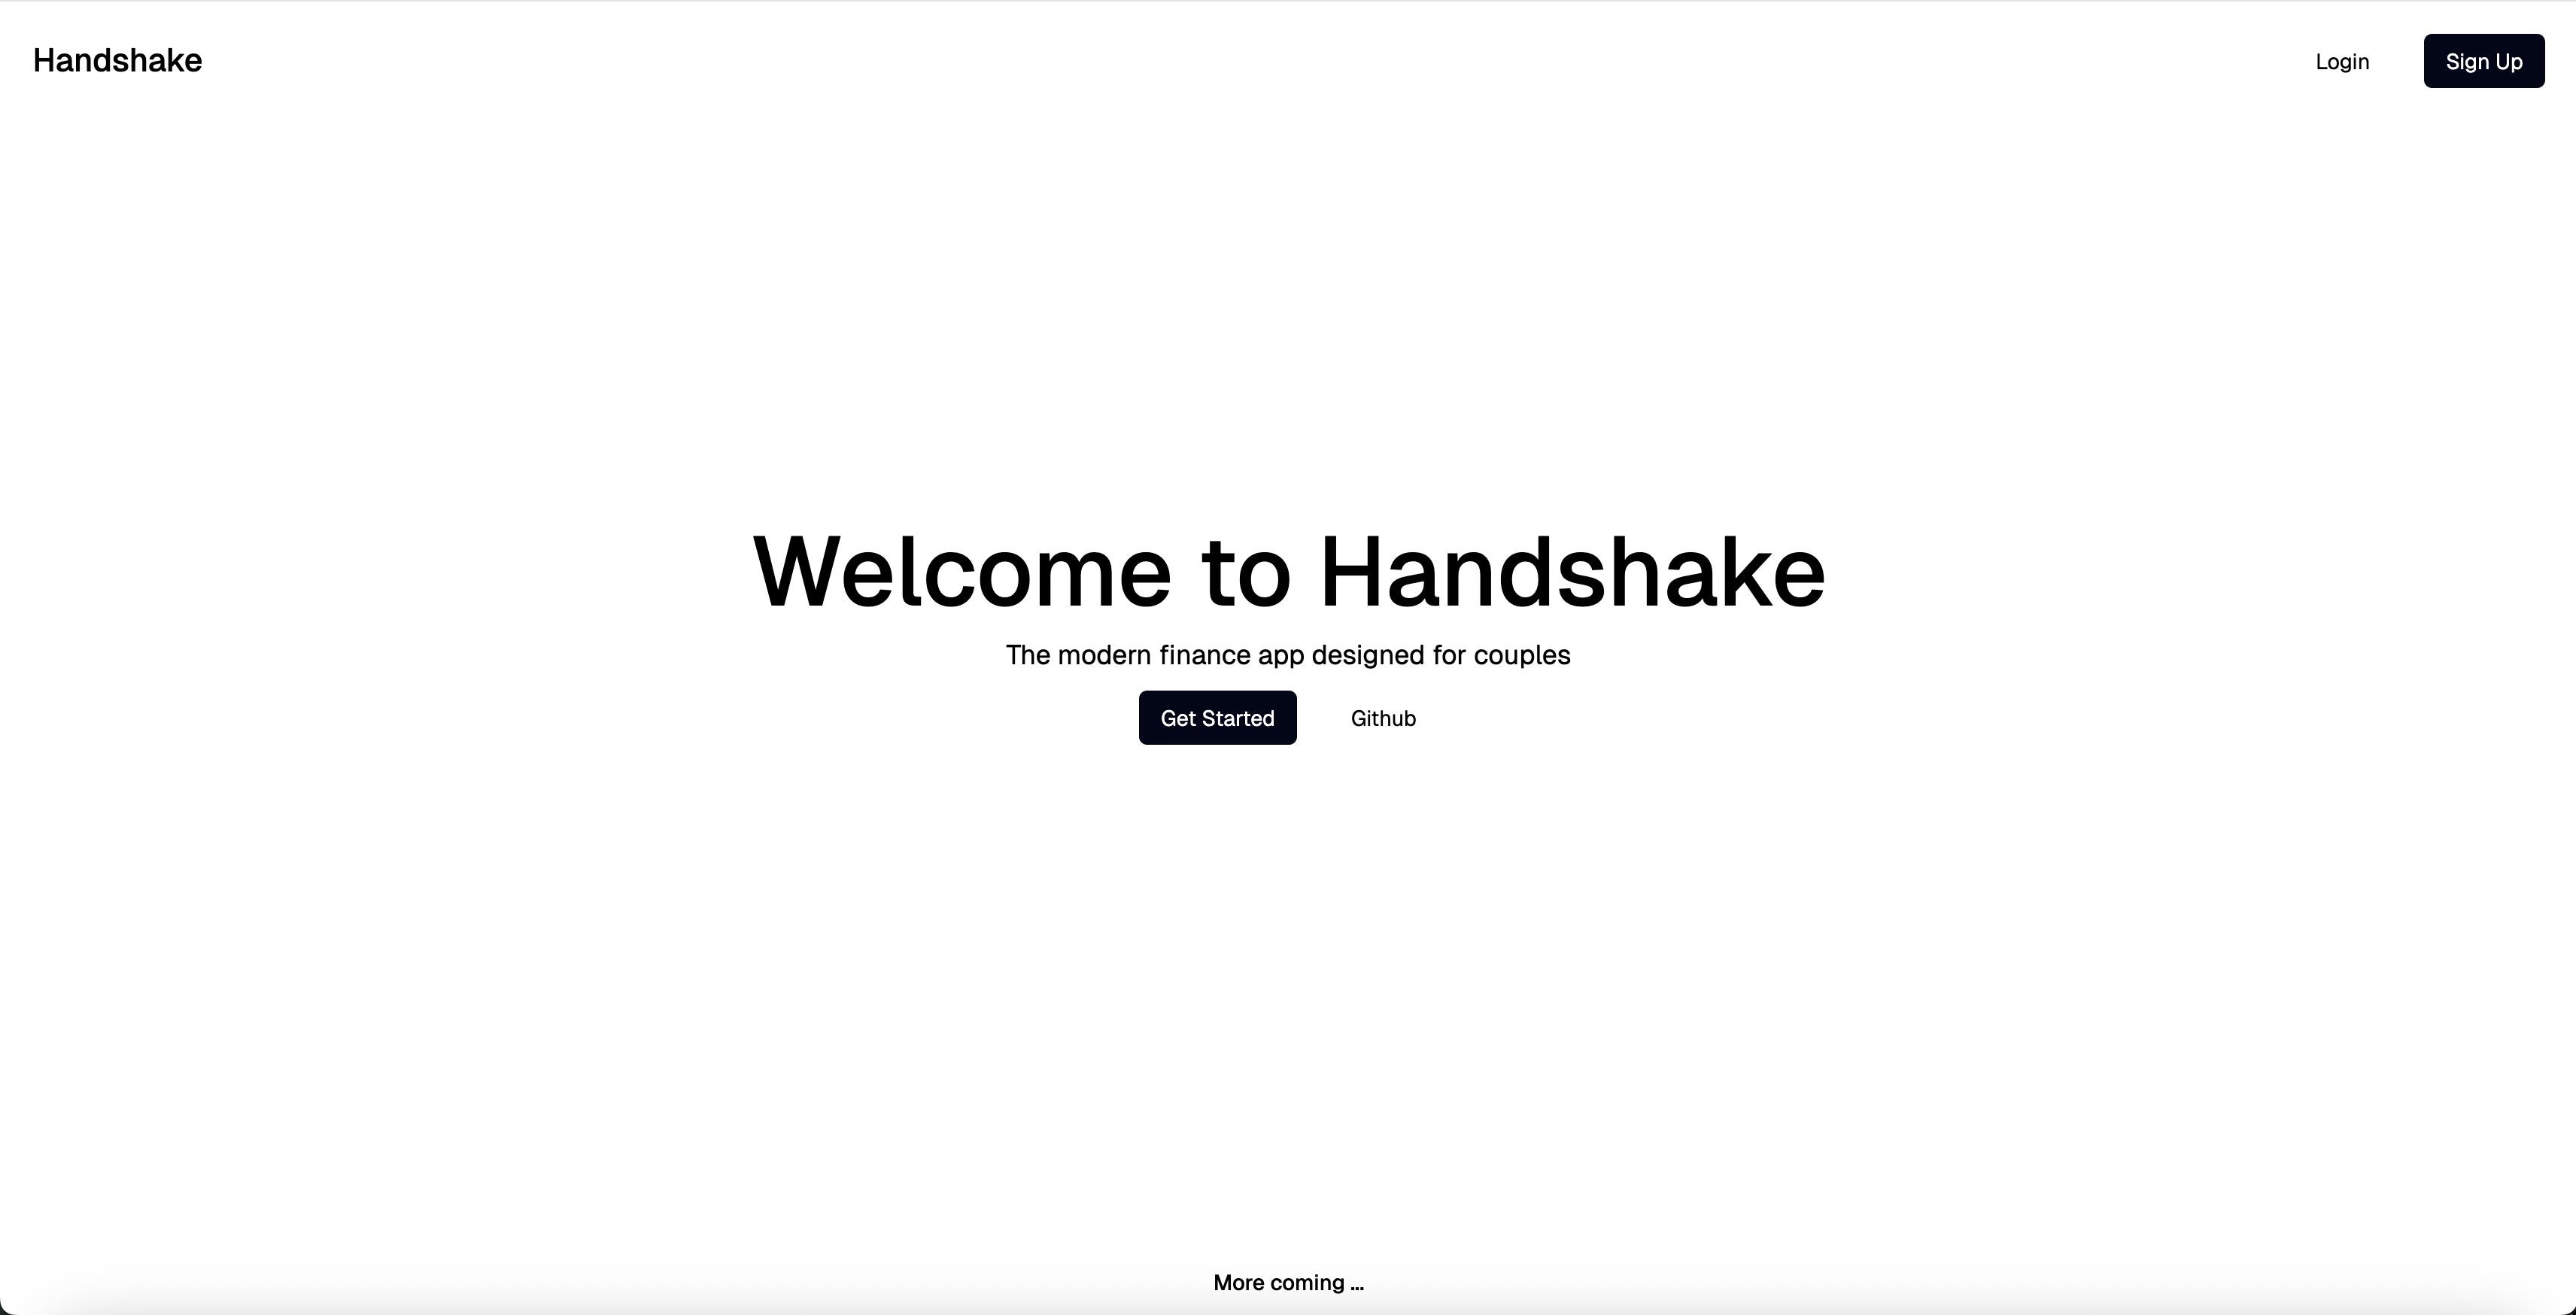 Handshake
Login
Sign Up
Welcome to Handshake
The modern finance app designed for couples
Get Started
Github
More coming ...